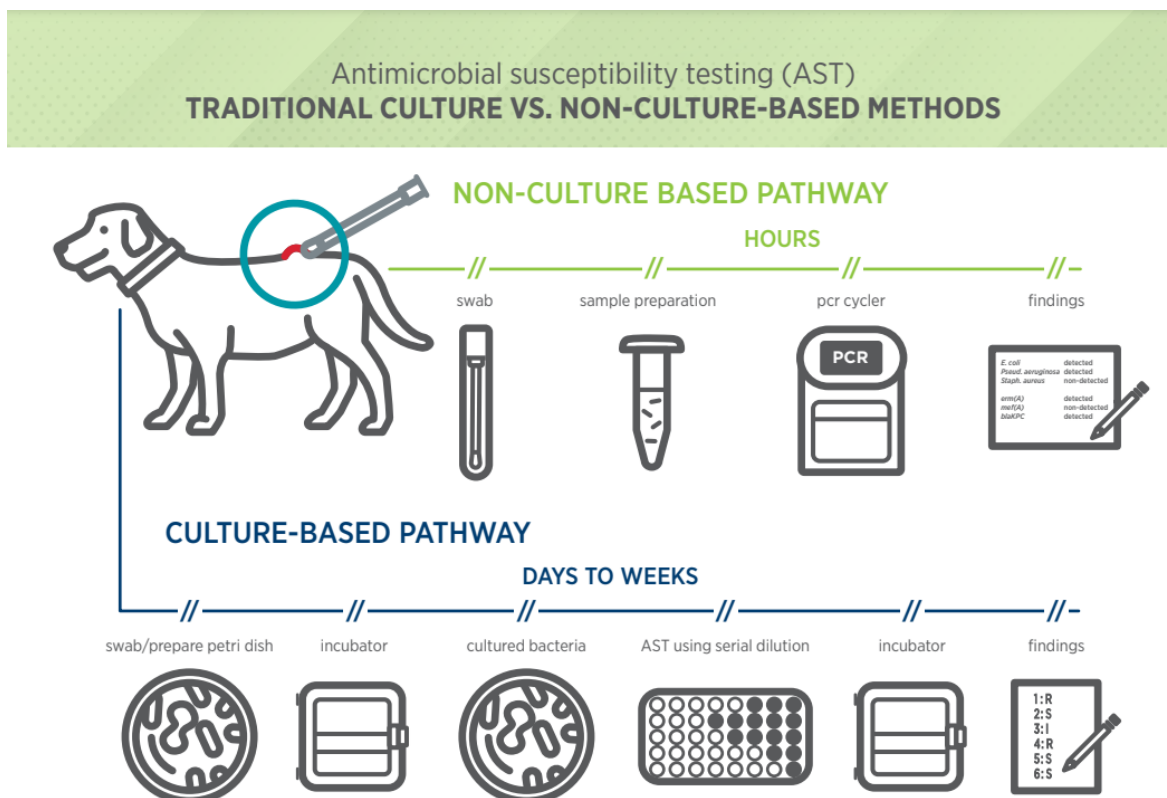 Antimicrobial susceptibility testing (AST)
TRADITIONAL CULTURE VS. NON-CULTURE-BASED METHODS
NON-CULTURE BASED PATHWAY
HOURS
swab
sample preparation
pcr cycler
findings
PCR
E. coli detected
Pseud. aeruginosa detected
Staph. aureus non-detected
erm(A) detected
mef(A) non-detected
blaKPC detected
CULTURE-BASED PATHWAY
DAYS TO WEEKS
swab/prepare petri dish
incubator
cultured bacteria
AST using serial dilution
incubator
findings
1:R
2:S
3:I
4:R
5:S
6:S